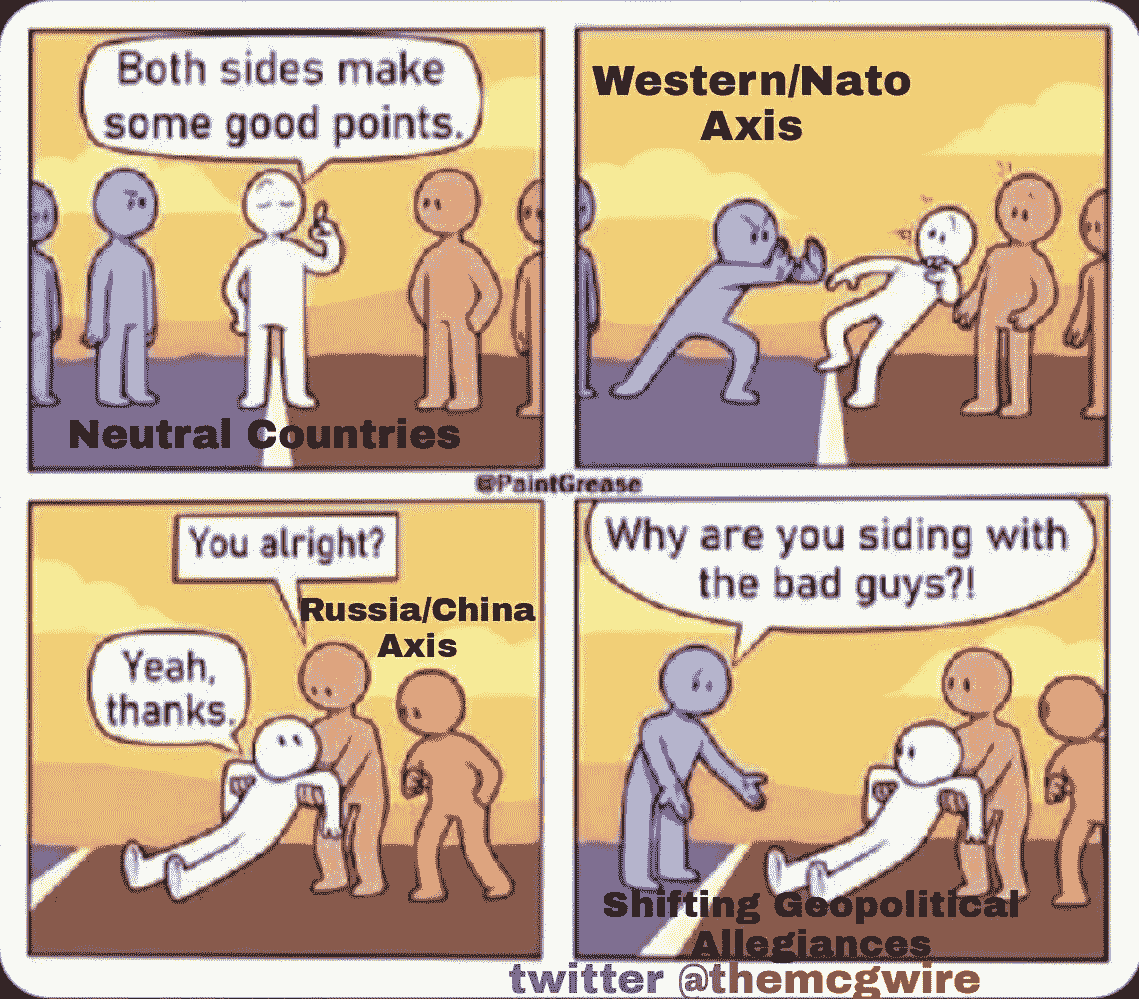 Both sides make
some good points.
Neutral Countries
Western/Nato
Axis
@PaintGrease
You alright?
Russia/China
Axis
Yeah,
thanks.
Why are you siding with
the bad guys?!
Shifting Geopolitical
Allegiances
twitter @themcgwire